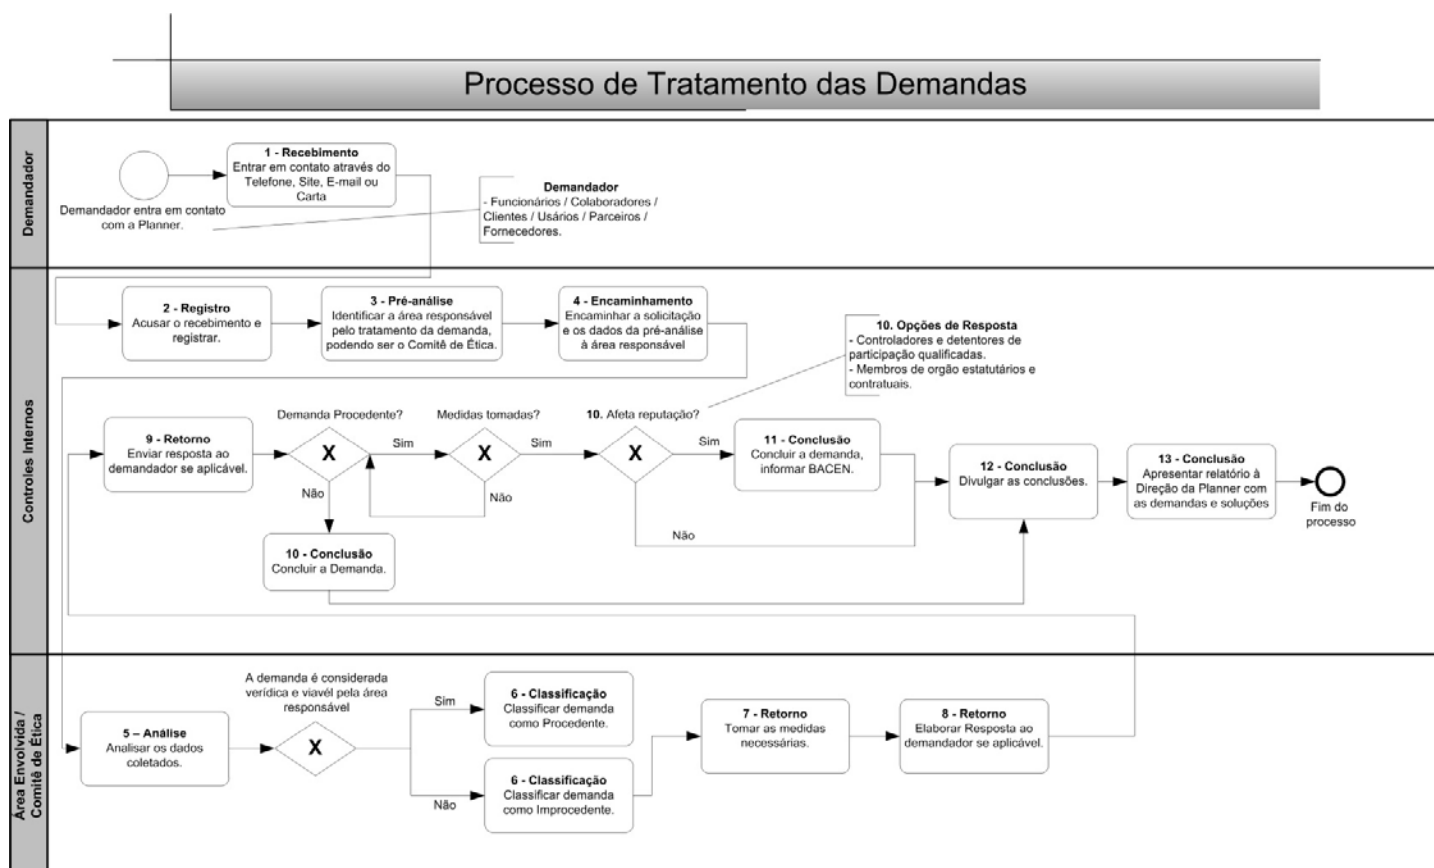 Processo de Tratamento das Demandas
Demandador
1 - Recebimento
Entrar em contato através do
Telefone, Site, E-mail ou
Carta
Demandador entra em contato
com a Planner.
Demandador
- Funcionários / Colaboradores /
Clientes / Usários / Parceiros /
Fornecedores.
Controles Internos
2 - Registro
Acusar o recebimento e
registrar.
3 - Pré-análise
Identificar a área responsável
pelo tratamento da demanda,
podendo ser o Comitê de Ética.
4 - Encaminhamento
Encaminhar a solicitação
e os dados da pré-análise
à área responsável
10. Opções de Resposta
- Controladores e detentores de
participação qualificadas.
- Membros de orgão estatutários e
contratuais.
9 - Retorno
Enviar resposta ao
demandador se aplicável.
Demanda Procedente?
X
Sim
Não
Medidas tomadas?
X
Sim
Não
10. Afeta reputação?
X
Sim
Não
11 - Conclusão
Concluir a demanda,
informar BACEN.
12 - Conclusão
Divulgar as conclusões.
13 - Conclusão
Apresentar relatório à
Direção da Planner com
as demandas e soluções
Fim do
processo
10 - Conclusão
Concluir a Demanda.
Área Envolvida /
Comitê de Ética
5 – Análise
Analisar os dados
coletados.
A demanda é considerada
verídica e viavél pela área
responsável
X
Sim
Não
6 - Classificação
Classificar demanda
como Procedente.
6 - Classificação
Classificar demanda
como Improcedente.
7 - Retorno
Tomar as medidas
necessárias.
8 - Retorno
Elaborar Resposta ao
demandador se aplicável.